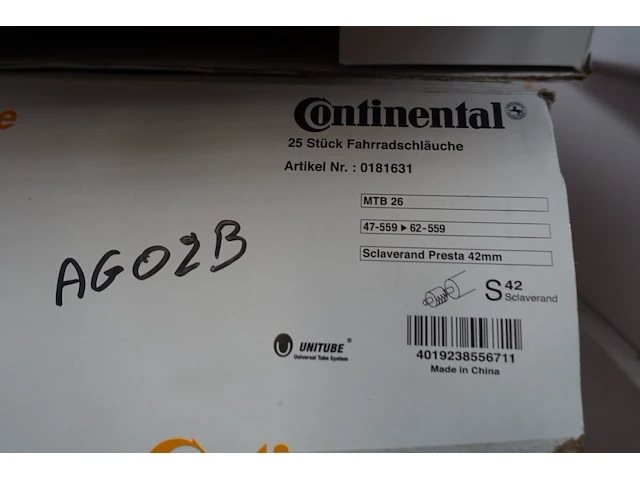 e
Continental
25 Stück Fahrradschläuche
Artikel Nr. : 0181631
MTB 26
47-559 ▶ 62-559
Sclaverand Presta 42mm
AG02B
S 42
Sclaverand
UNITUBE®
Universal Tube System
4019238556711
Made in China
Contine